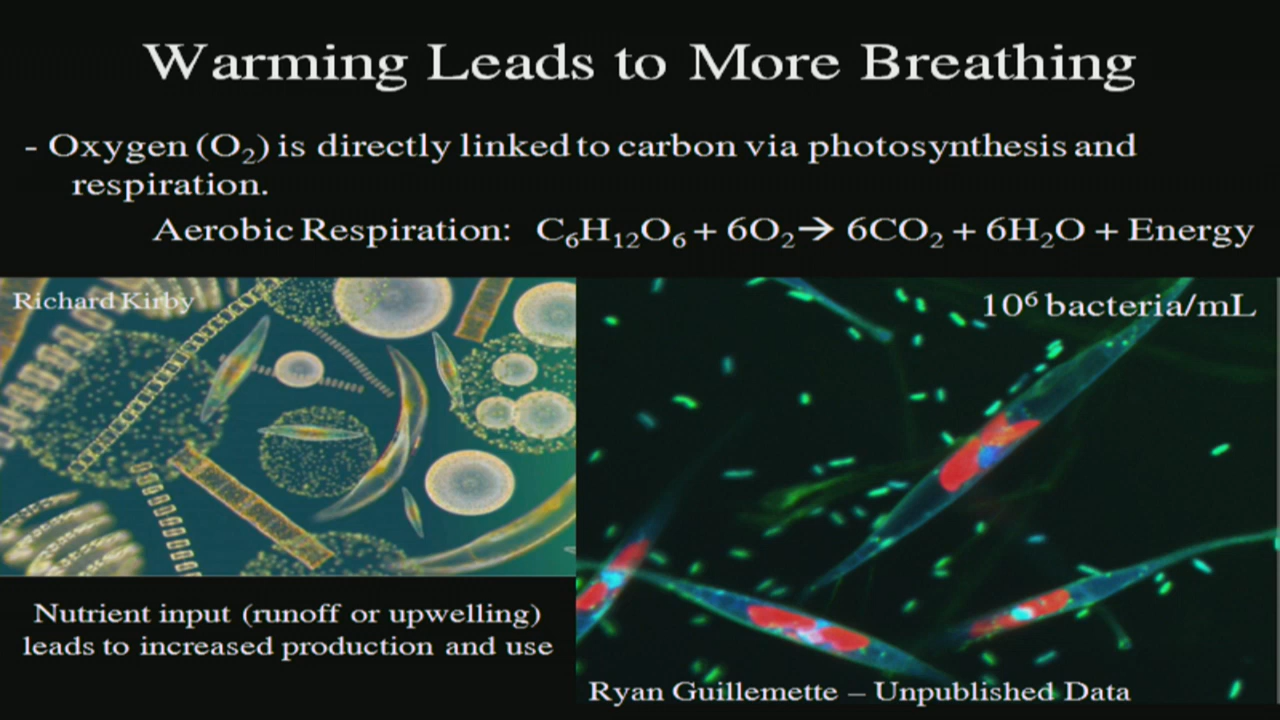 Warming Leads to More Breathing
- Oxygen (O₂) is directly linked to carbon via photosynthesis and
respiration.
Aerobic Respiration: C₆H₁₂O₆ + 6O₂→ 6CO₂ + 6H₂O + Energy
Richard Kirby
10⁶ bacteria/mL
Nutrient input (runoff or upwelling)
leads to increased production and use
Ryan Guillemette – Unpublished Data